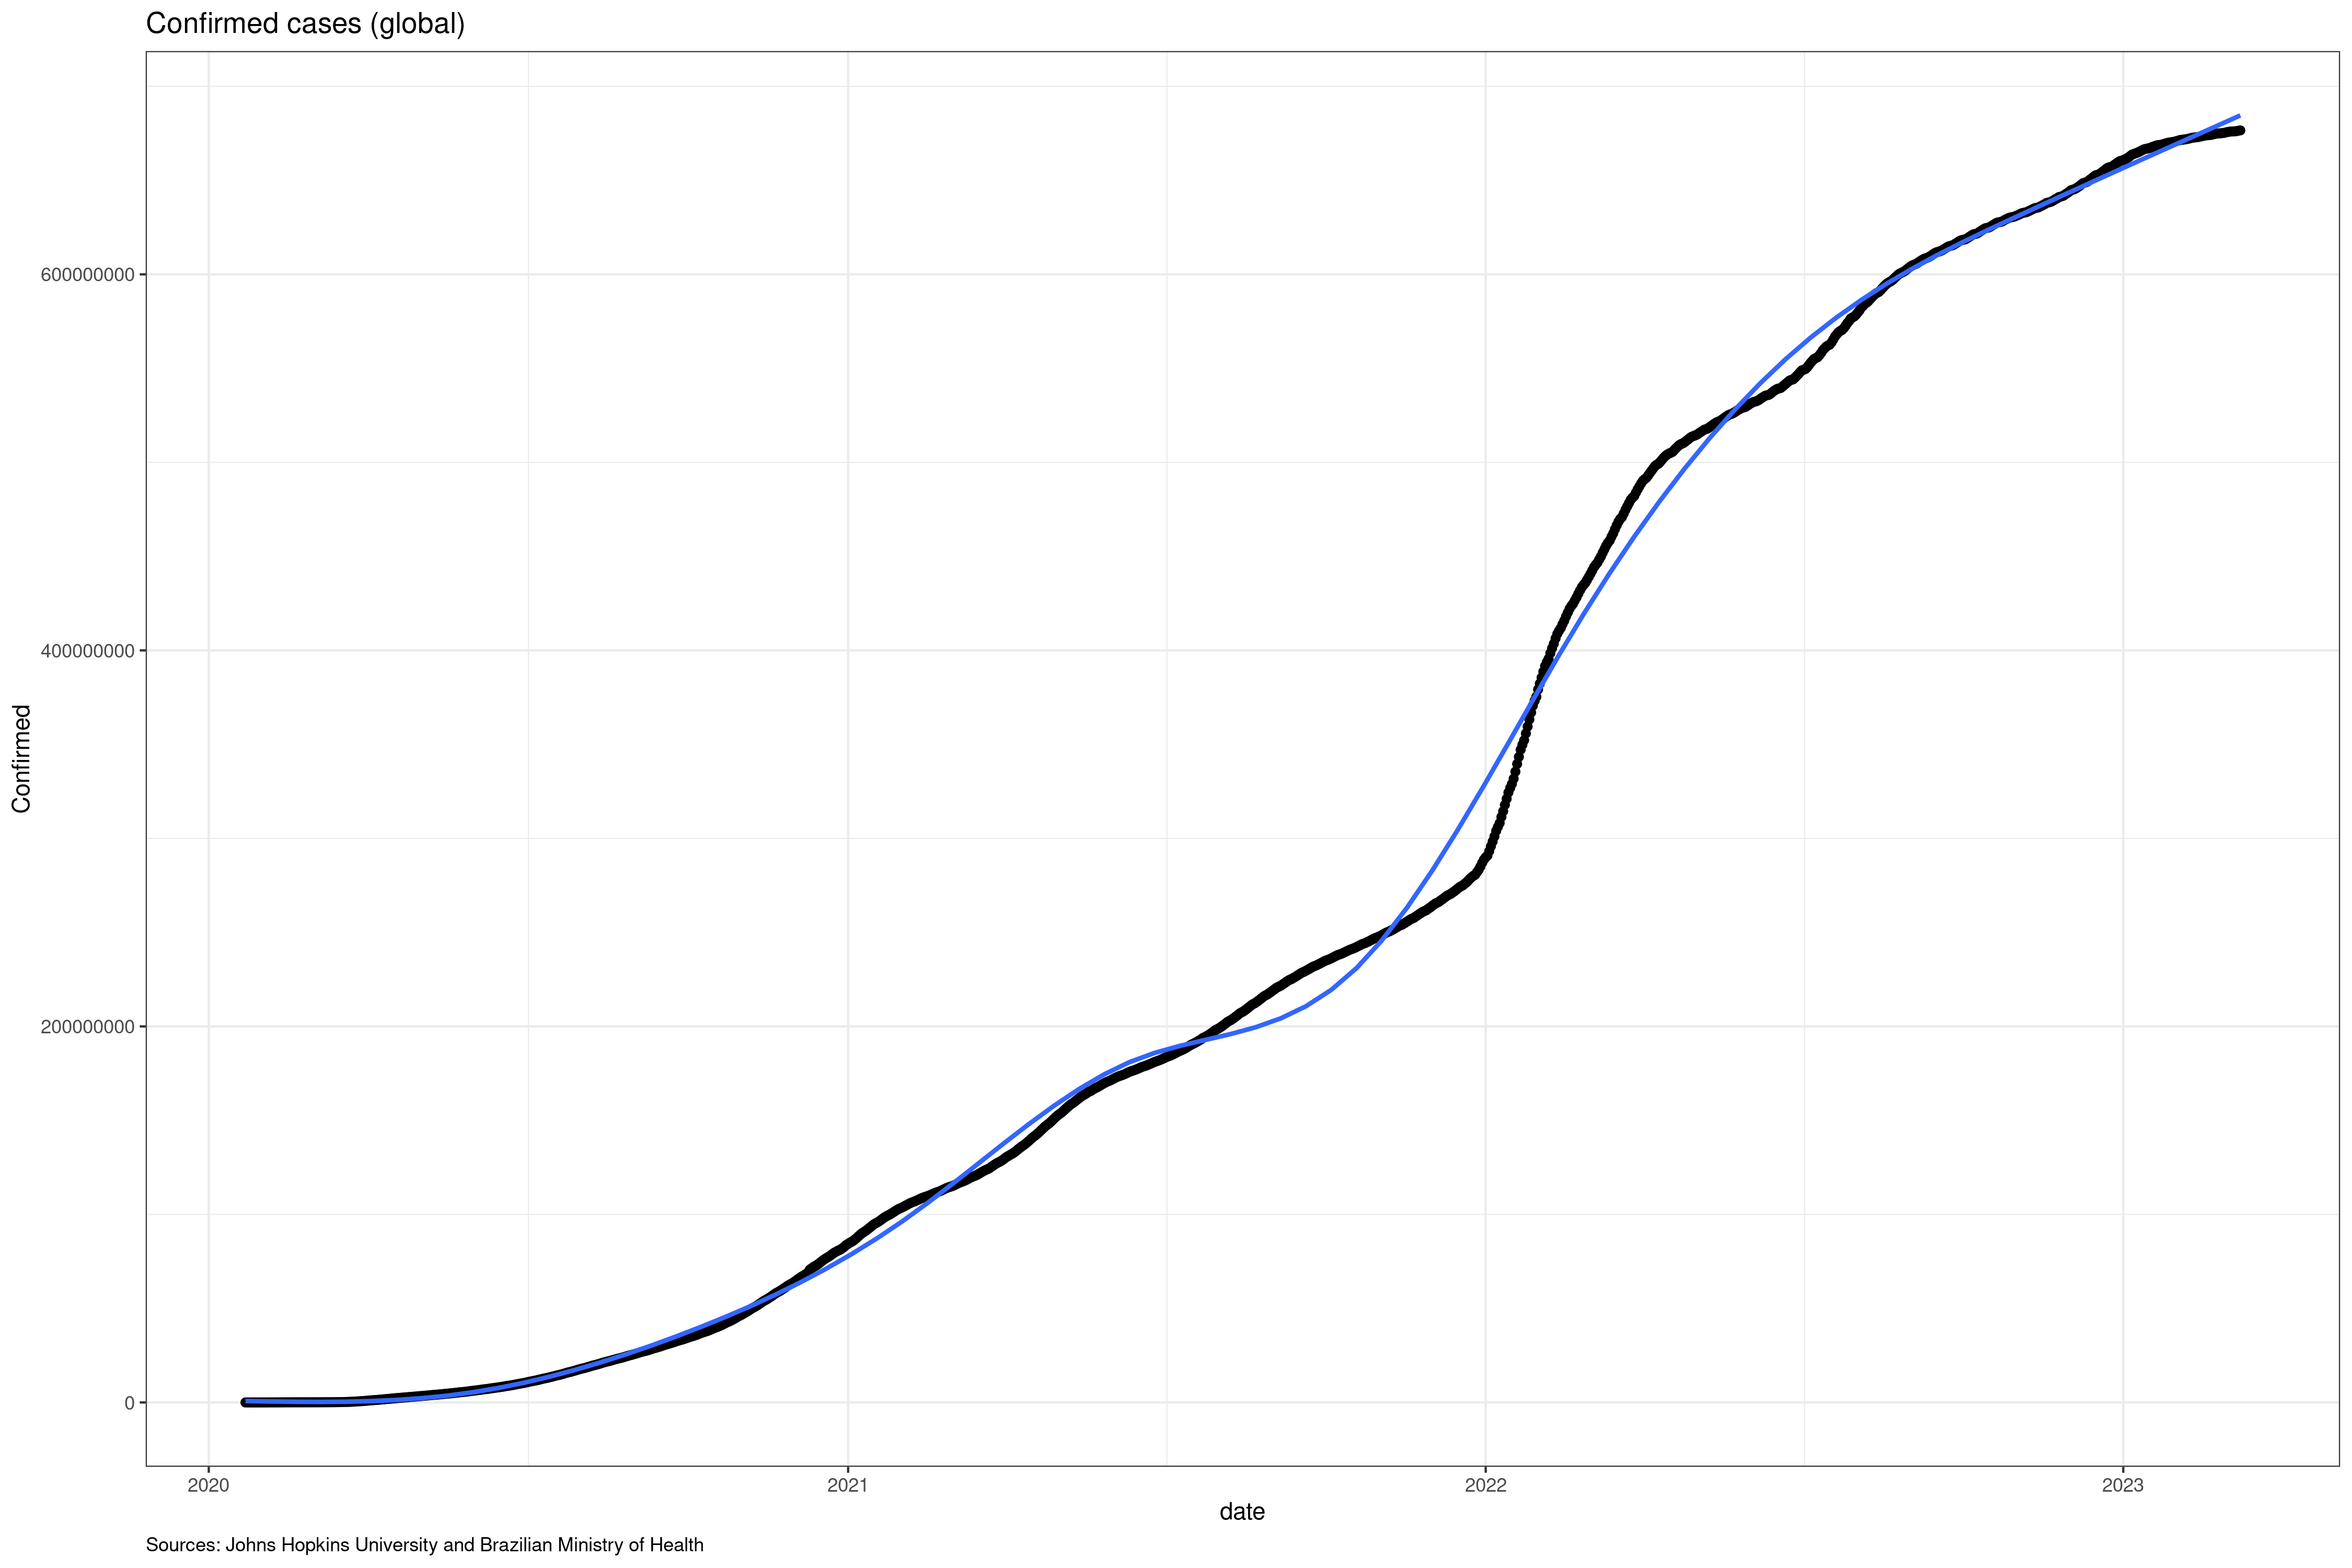 Confirmed cases (global)
600000000
400000000
200000000
0
Confirmed
2020
2021
2022
2023
date
Sources: Johns Hopkins University and Brazilian Ministry of Health